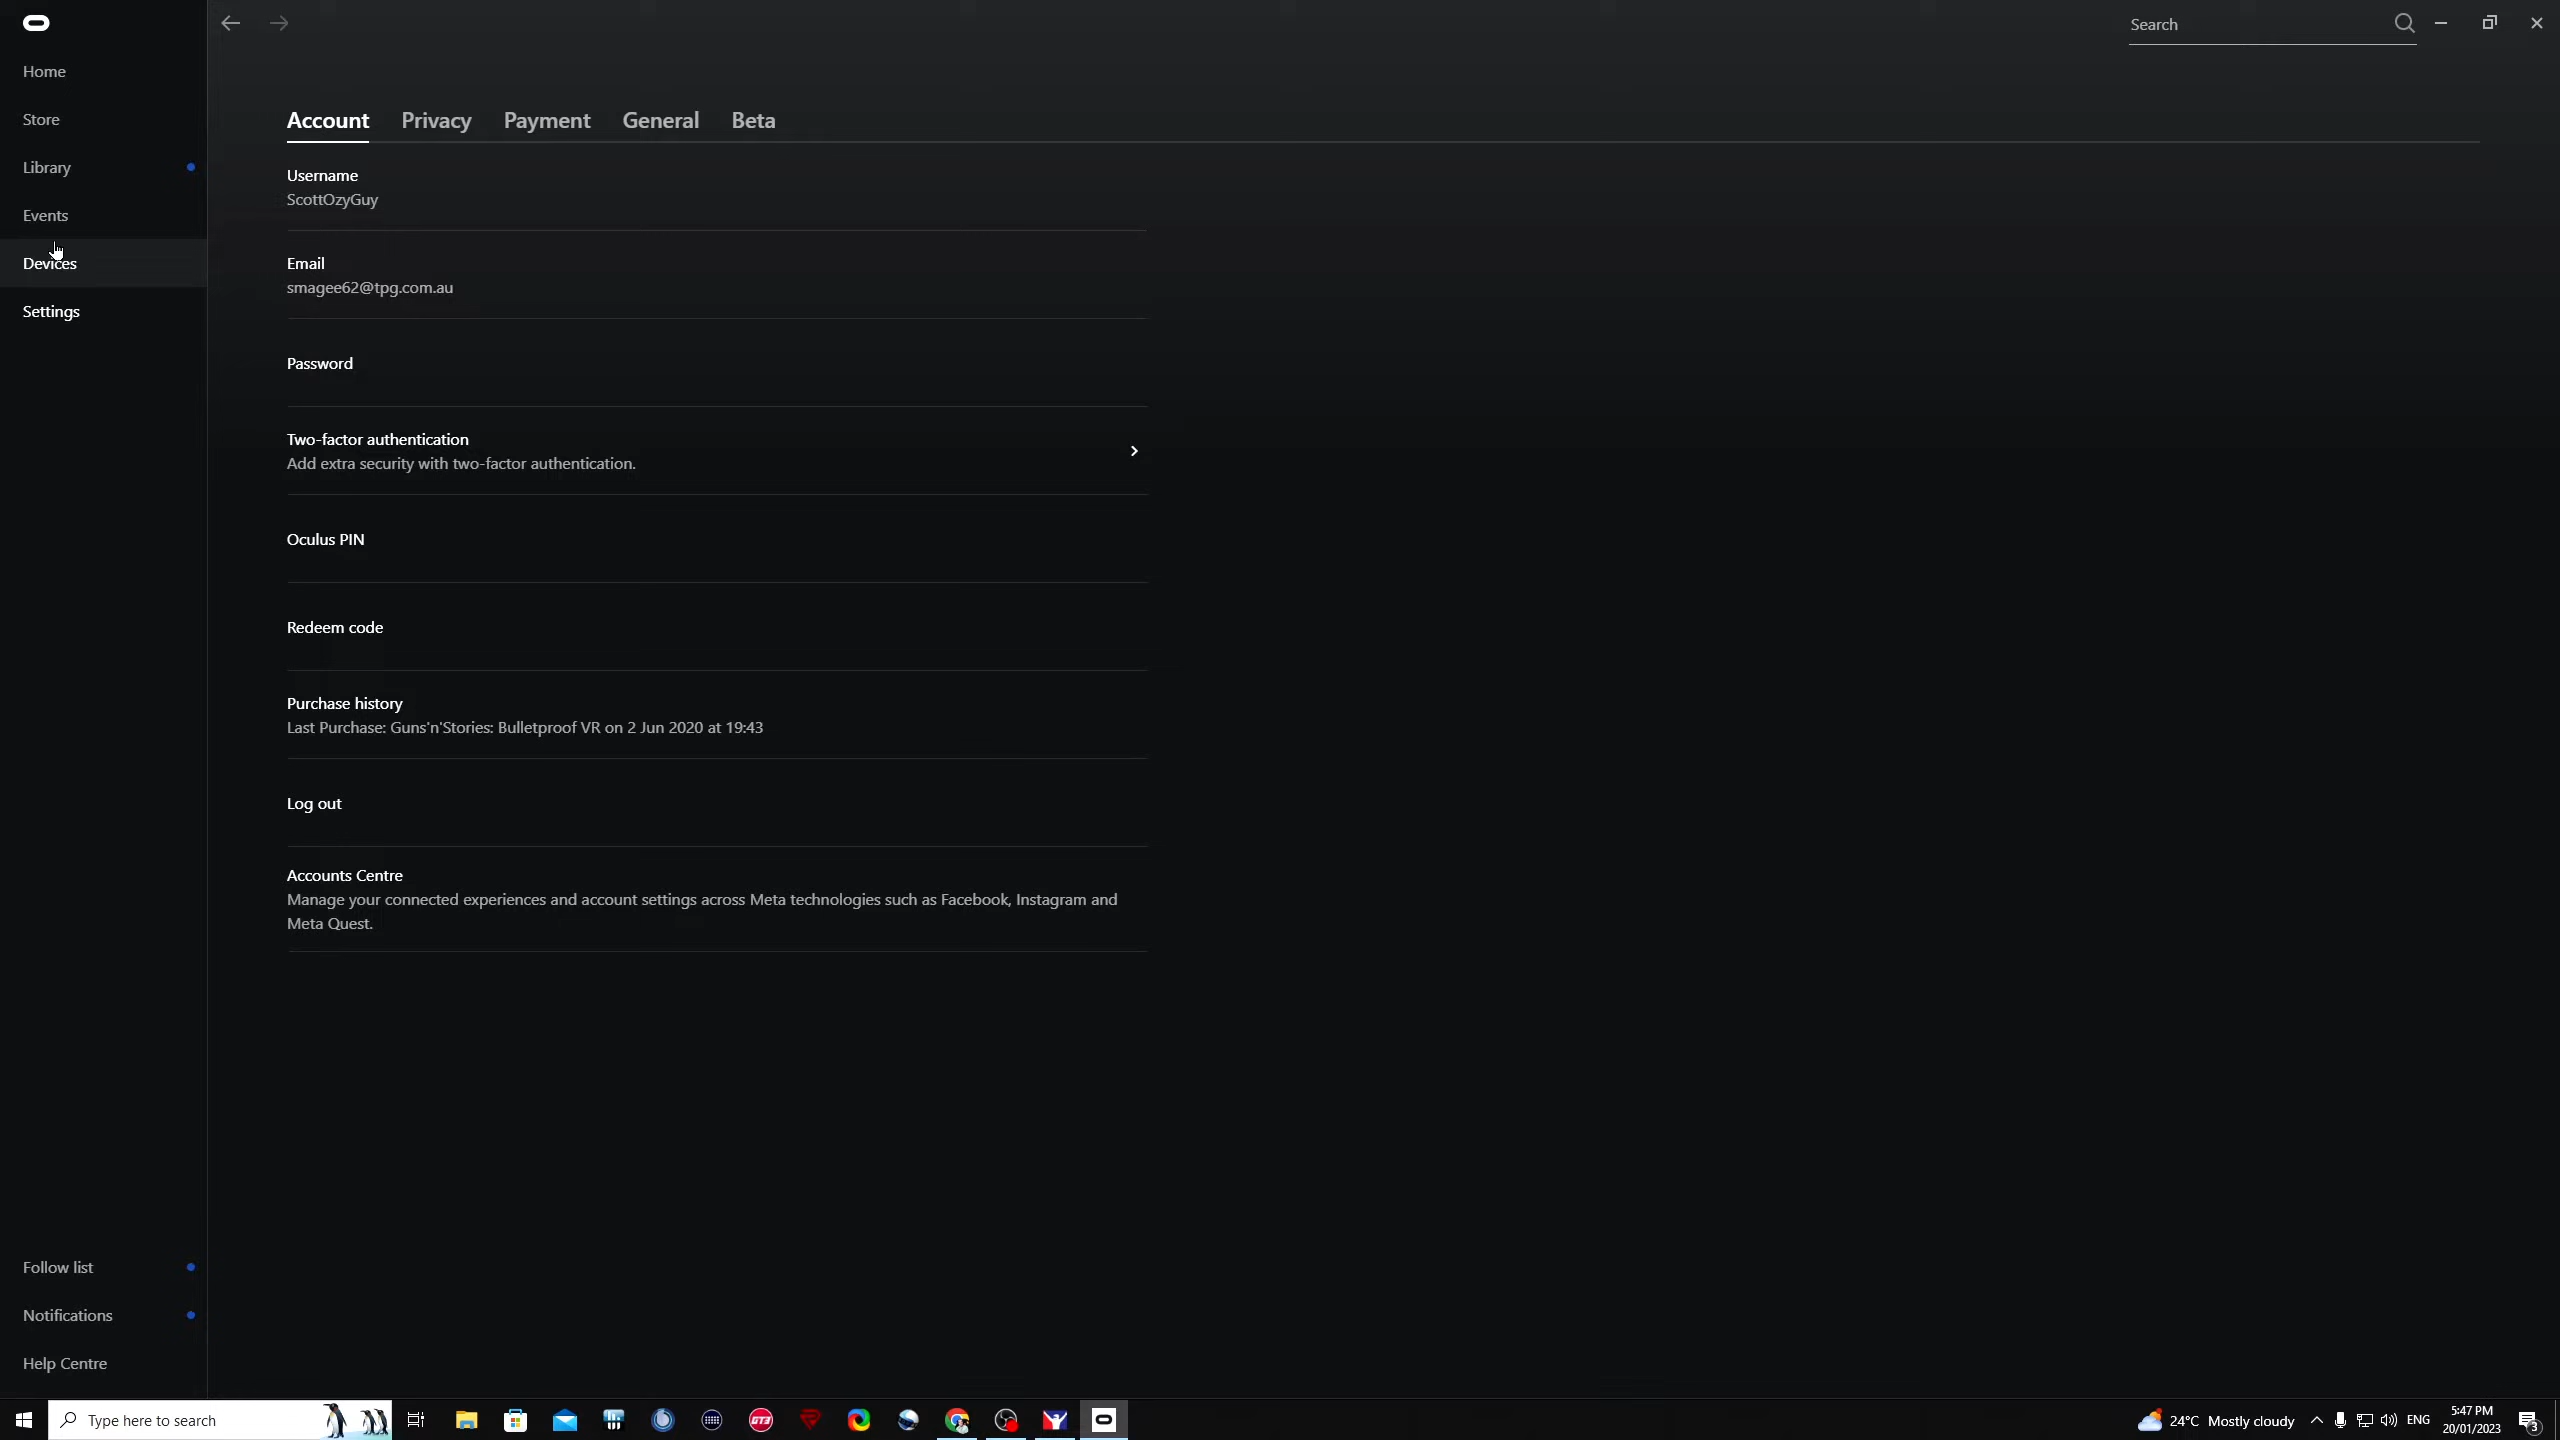 Search
Home
Store
Library
Events
Devices
Settings
Account Privacy Payment General Beta
Username
ScottOzyGuy
Email
smagee62@tpg.com.au
Password
Two-factor authentication
Add extra security with two-factor authentication.
Oculus PIN
Redeem code
Purchase history
Last Purchase: Guns'n'Stories: Bulletproof VR on 2 Jun 2020 at 19:43
Log out
Accounts Centre
Manage your connected experiences and account settings across Meta technologies such as Facebook, Instagram and
Meta Quest.
Follow list
Notifications
Help Centre
Type here to search
GT3
24°C Mostly cloudy
ENG
5:47 PM
20/01/2023
3